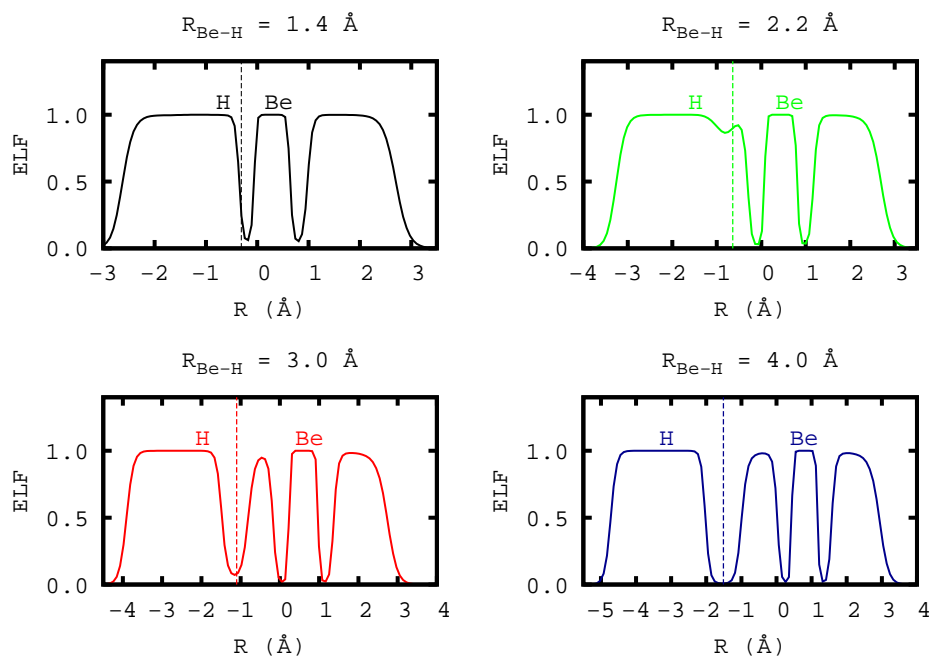 R_Be-H = 1.4 Å
R_Be-H = 2.2 Å
ELF
1.0
0.5
0.0
H Be
-3 -2 -1 0 1 2 3
R (Å)
ELF
1.0
0.5
0.0
H Be
-4 -3 -2 -1 0 1 2 3
R (Å)
R_Be-H = 3.0 Å
R_Be-H = 4.0 Å
ELF
1.0
0.5
0.0
H Be
-4 -3 -2 -1 0 1 2 3 4
R (Å)
ELF
1.0
0.5
0.0
H Be
-5 -4 -3 -2 -1 0 1 2 3 4
R (Å)